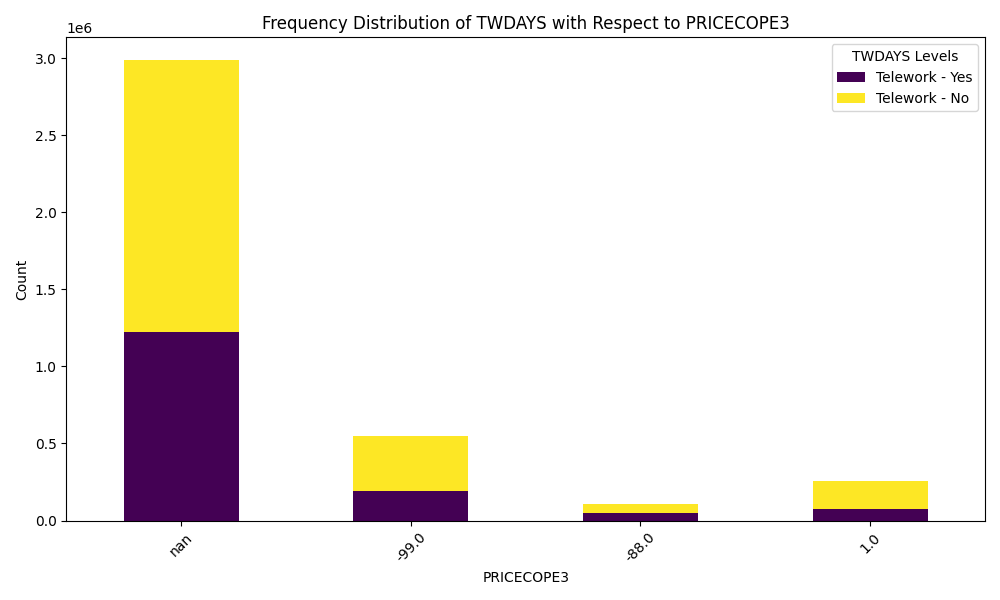 Frequency Distribution of TWDAYS with Respect to PRICECOPE3
1e6
3.0
2.5
2.0
1.5
1.0
0.5
0.0
Count
TWDAYS Levels
Telework - Yes
Telework - No
nan
-99.0
-88.0
1.0
PRICECOPE3